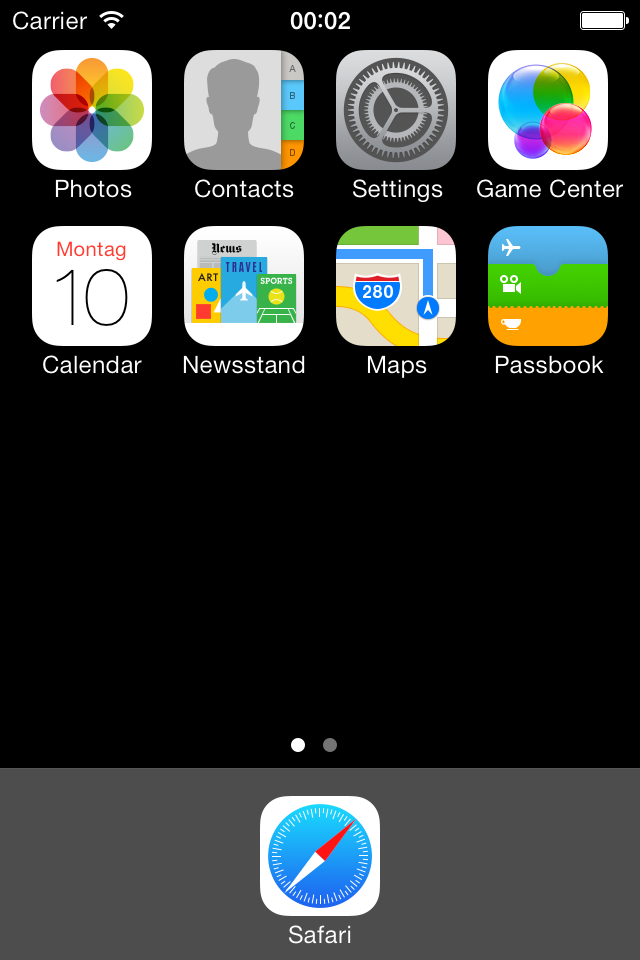 Carrier 00:02
A
B
C
D
Photos Contacts Settings Game Center
Montag
10
News
ART
TRAVEL
SPORTS
280
Calendar Newsstand Maps Passbook
Safari